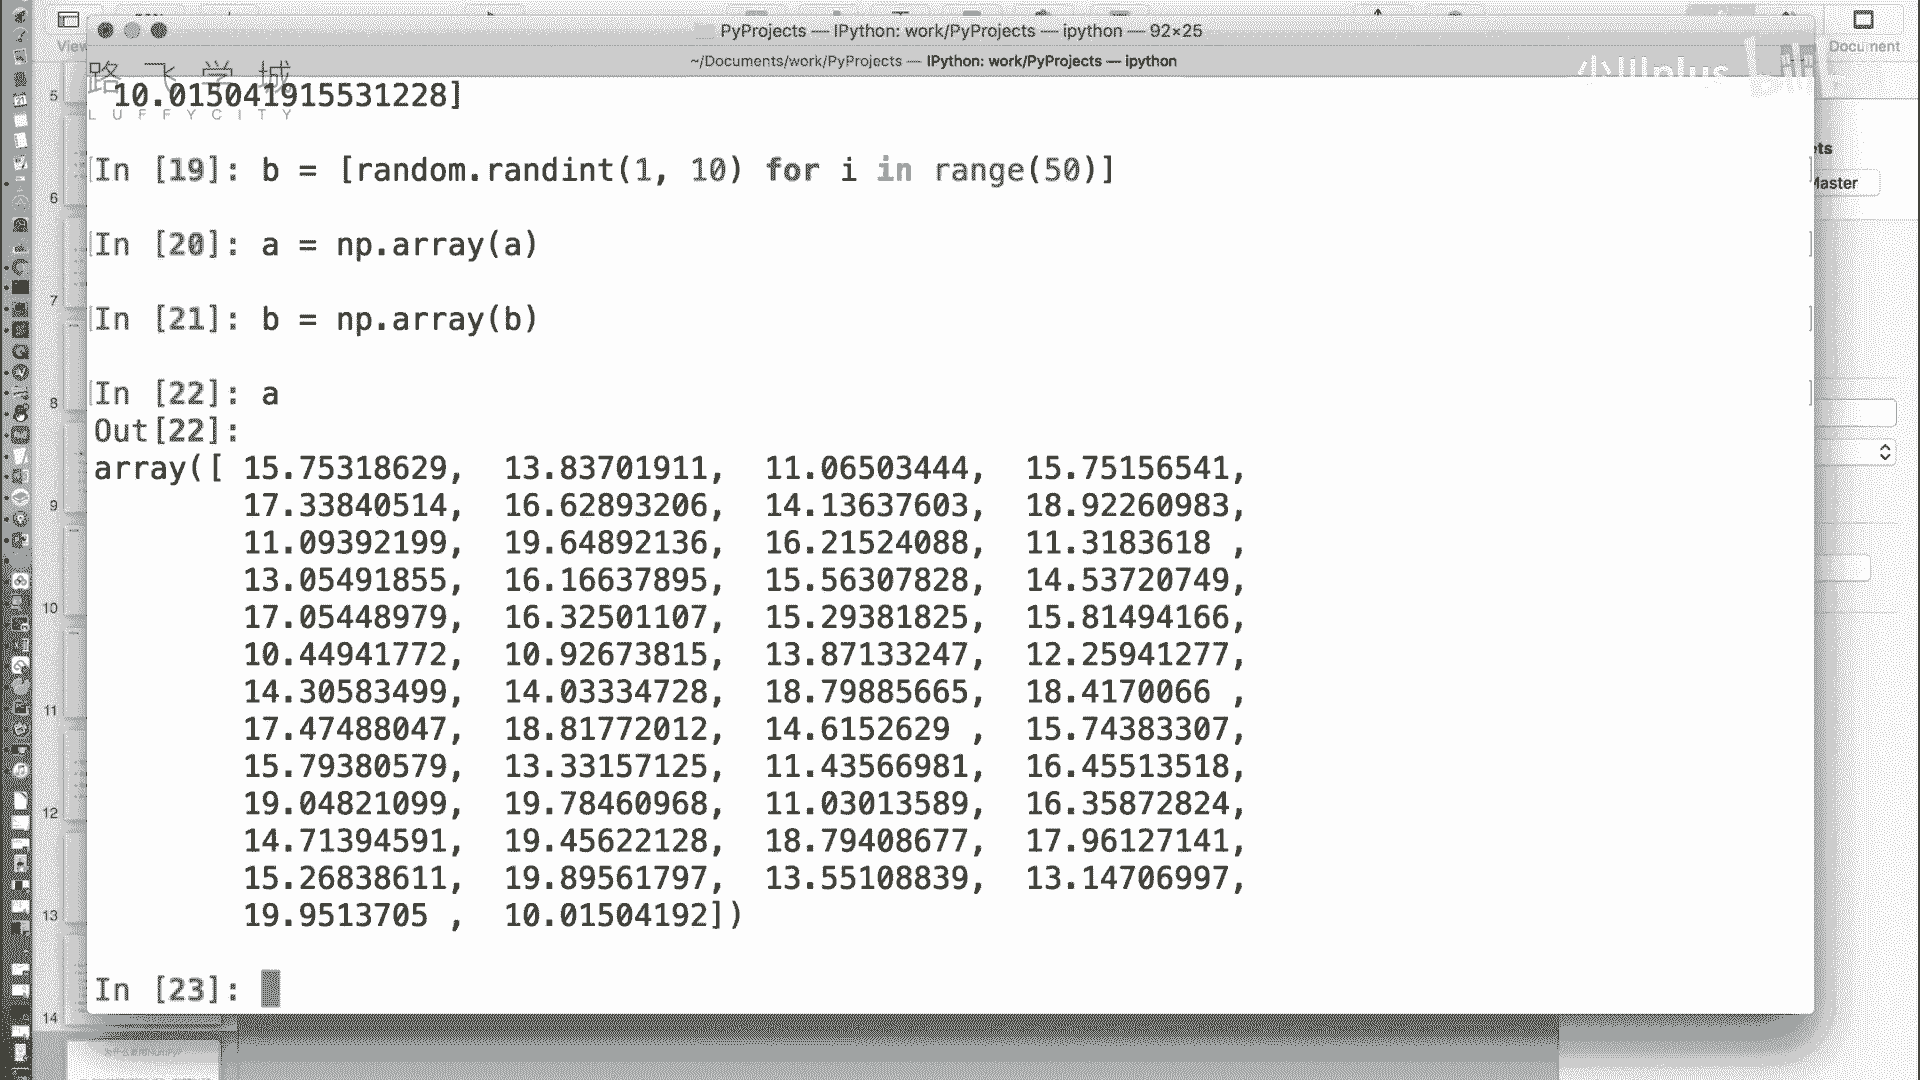 PyProjects — IPython: work/PyProjects — ipython — 92×25
View
Document
~/Documents/work/PyProjects — IPython: work/PyProjects — ipython
路飞学城
LUFFYCITY
plus
10.015041915531228]
In [19]: b = [random.randint(1, 10) for i in range(50)]
Master
In [20]: a = np.array(a)
In [21]: b = np.array(b)
In [22]: a
Out[22]:
array([ 15.75318629, 13.83701911, 11.06503444, 15.75156541,
17.33840514, 16.62893206, 14.13637603, 18.92260983,
11.09392199, 19.64892136, 16.21524088, 11.3183618 ,
13.05491855, 16.16637895, 15.56307828, 14.53720749,
17.05448979, 16.32501107, 15.29381825, 15.81494166,
10.44941772, 10.92673815, 13.87133247, 12.25941277,
14.30583499, 14.03334728, 18.79885665, 18.4170066 ,
17.47488047, 18.81772012, 14.6152629 , 15.74383307,
15.79380579, 13.33157125, 11.43566981, 16.45513518,
19.04821099, 19.78460968, 11.03013589, 16.35872824,
14.71394591, 19.45622128, 18.79408677, 17.96127141,
15.26838611, 19.89561797, 13.55108839, 13.14706997,
19.9513705 , 10.01504192])
In [23]:
5
6
7
8
9
10
11
12
13
14